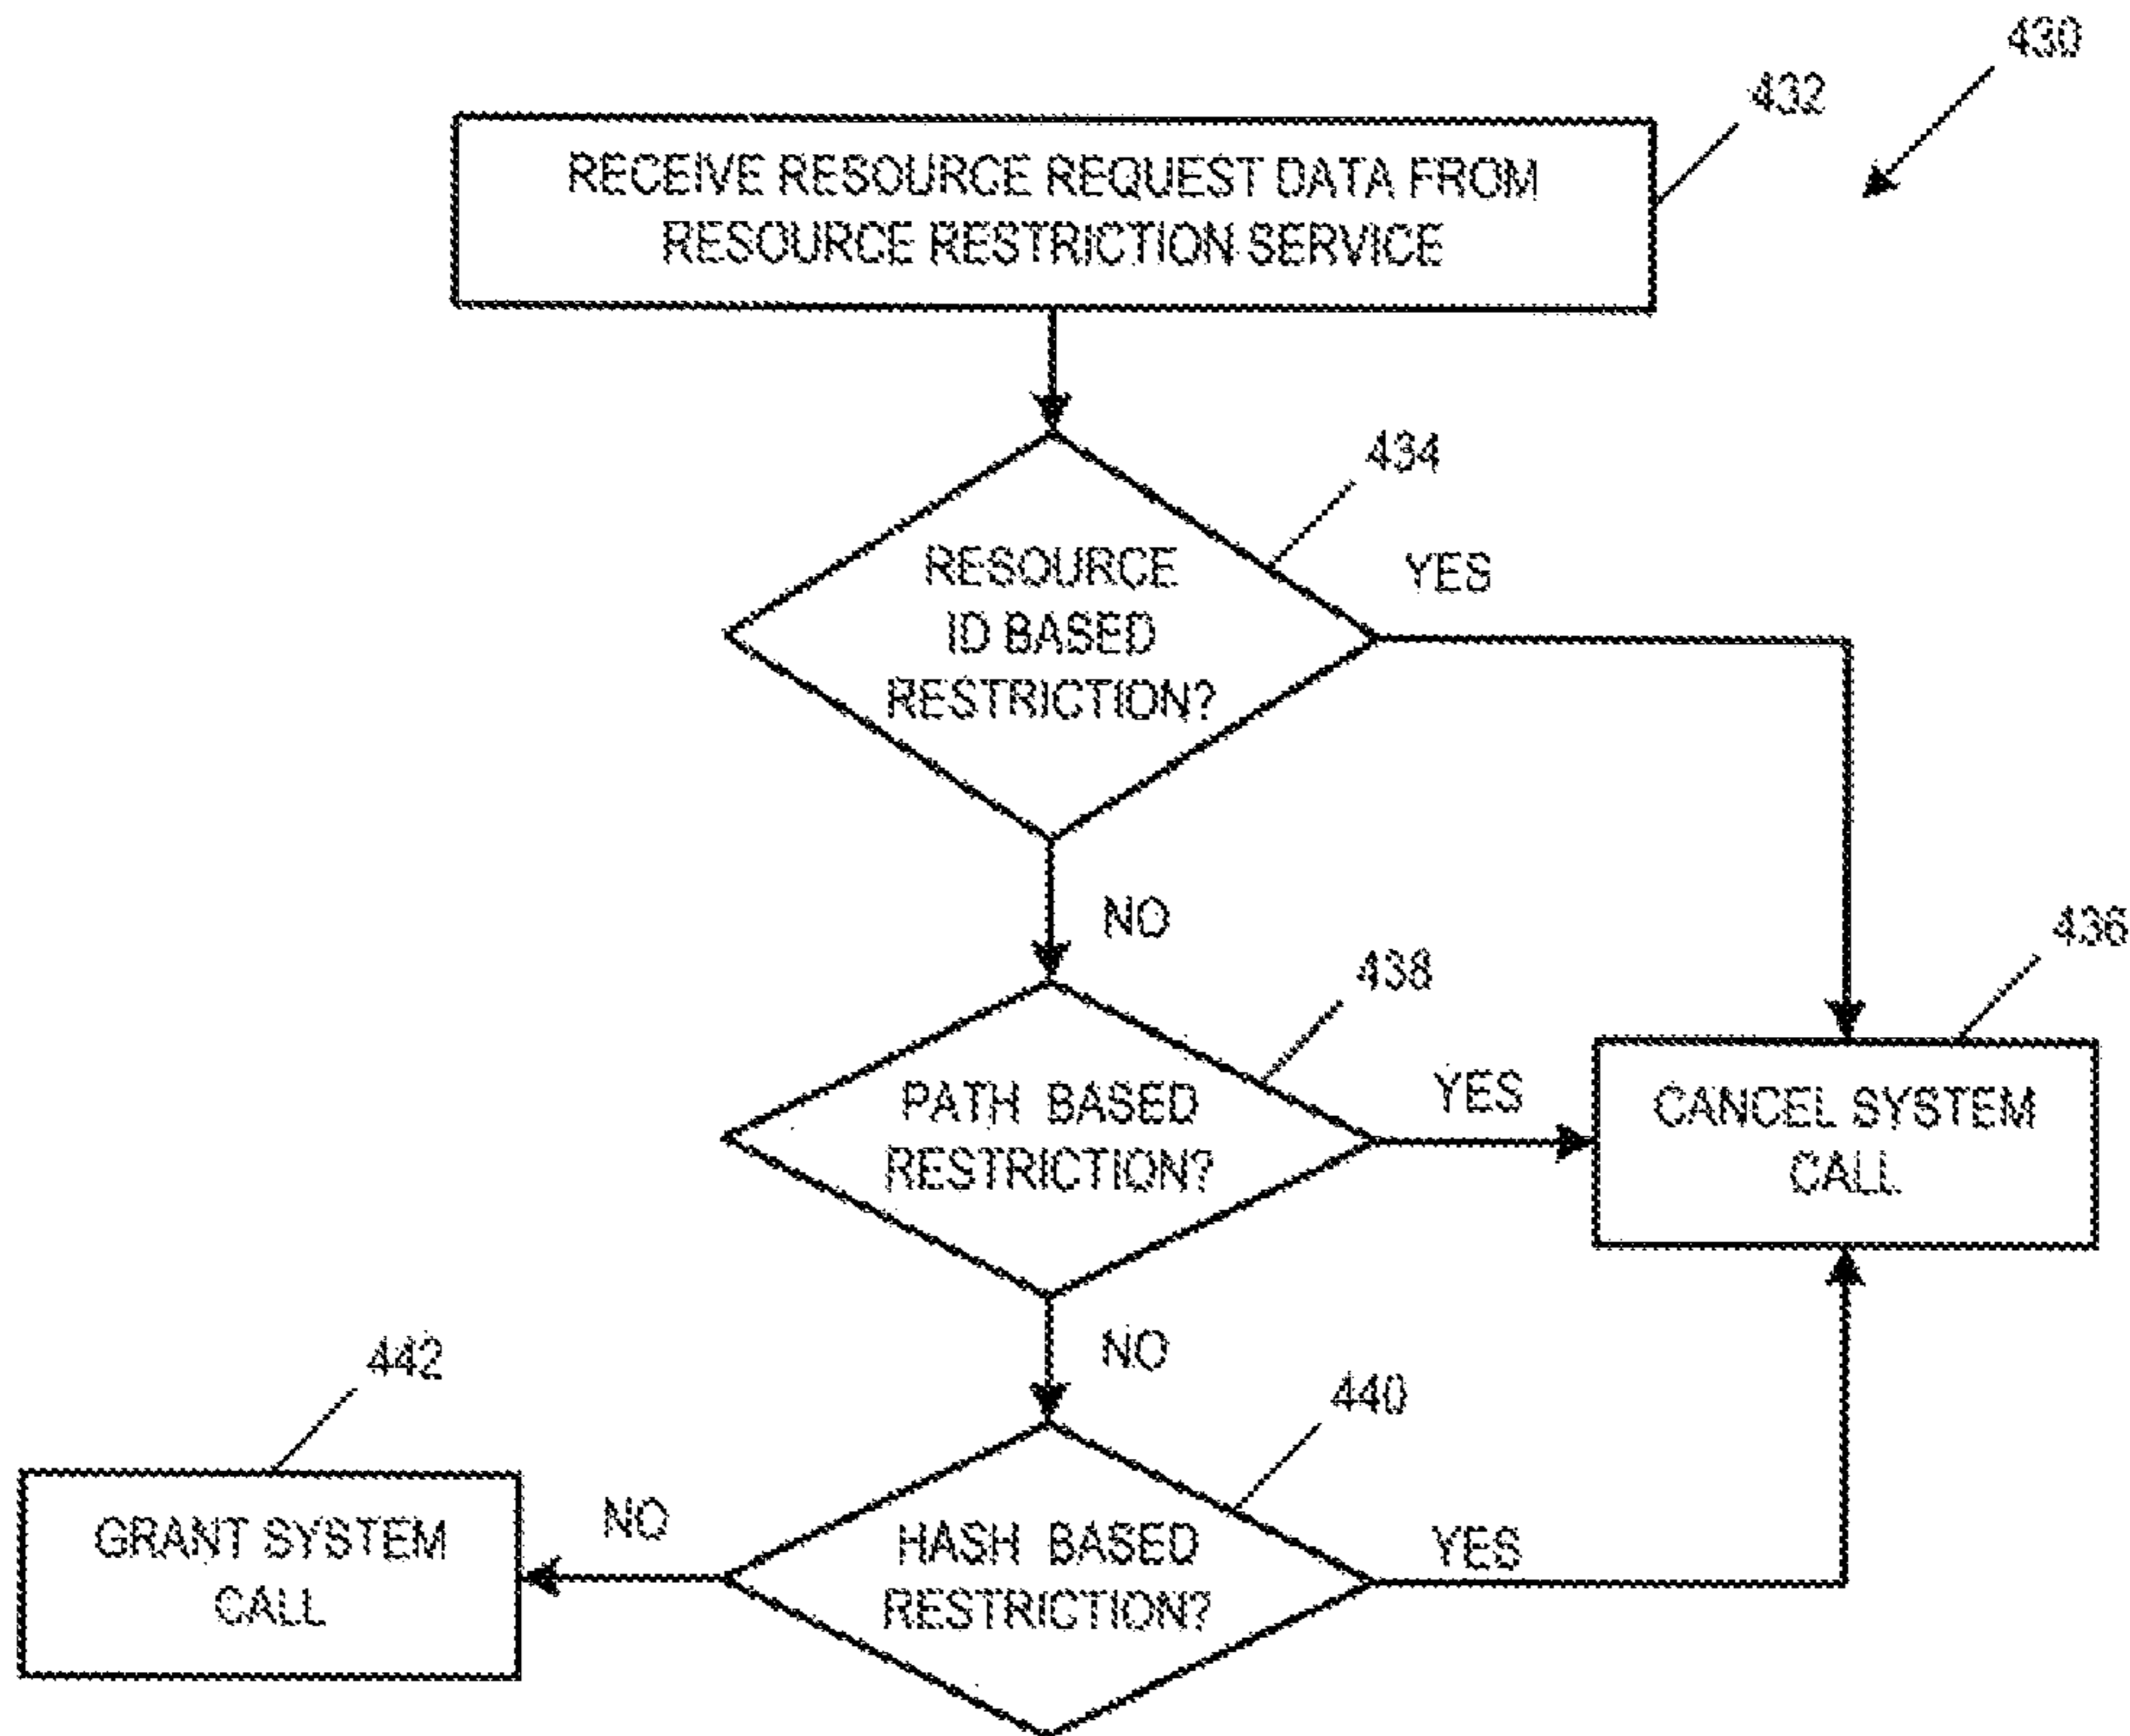 430
432
RECEIVE RESOURCE REQUEST DATA FROM
RESOURCE RESTRICTION SERVICE
434
RESOURCE
ID BASED
RESTRICTION?
YES
NO
436
438
PATH BASED
RESTRICTION?
YES
CANCEL SYSTEM
CALL
NO
442
440
GRANT SYSTEM
CALL
NO
HASH BASED
RESTRICTION?
YES